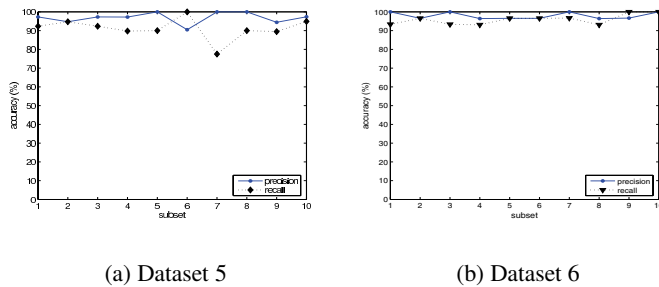 100
90
80
70
60
50
40
30
20
10
0
accuracy (%)
1 2 3 4 5 6 7 8 9 10
subset
precision
recall
(a) Dataset 5
100
90
80
70
60
50
40
30
20
10
0
accuracy (%)
1 2 3 4 5 6 7 8 9 1
subset
precision
recall
(b) Dataset 6